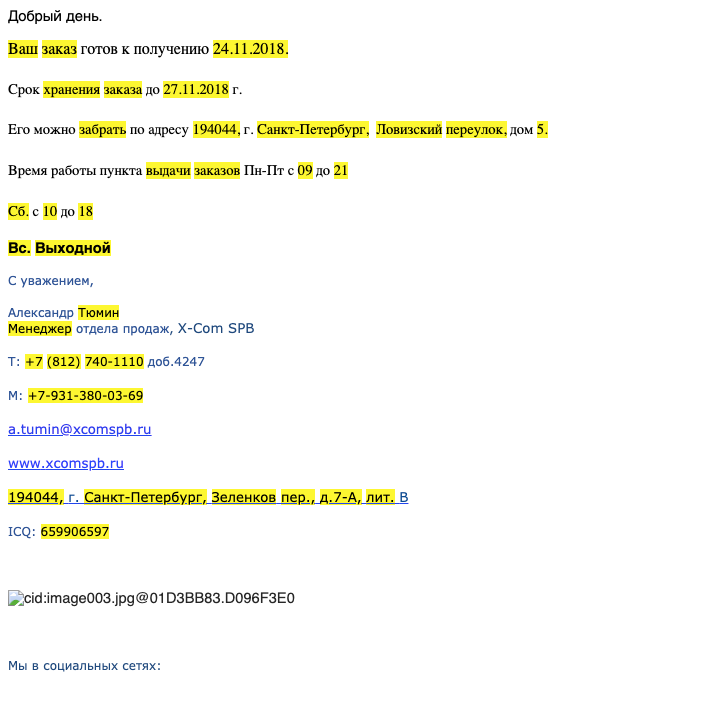 Добрый день.
Ваш заказ готов к получению 24.11.2018.
Срок хранения заказа до 27.11.2018 г.
Его можно забрать по адресу 194044, г. Санкт-Петербург, Ловизский переулок, дом 5.
Время работы пункта выдачи заказов Пн-Пт с 09 до 21
Сб. с 10 до 18
Вс. Выходной
С уважением,
Александр Тюмин
Менеджер отдела продаж, X-Com SPB
Т: +7 (812) 740-1110 доб.4247
М: +7-931-380-03-69
a.tumin@xcomspb.ru
www.xcomspb.ru
194044, г. Санкт-Петербург, Зеленков пер., д.7-А, лит. В
ICQ: 659906597
cid:image003.jpg@01D3BB83.D096F3E0
Мы в социальных сетях: